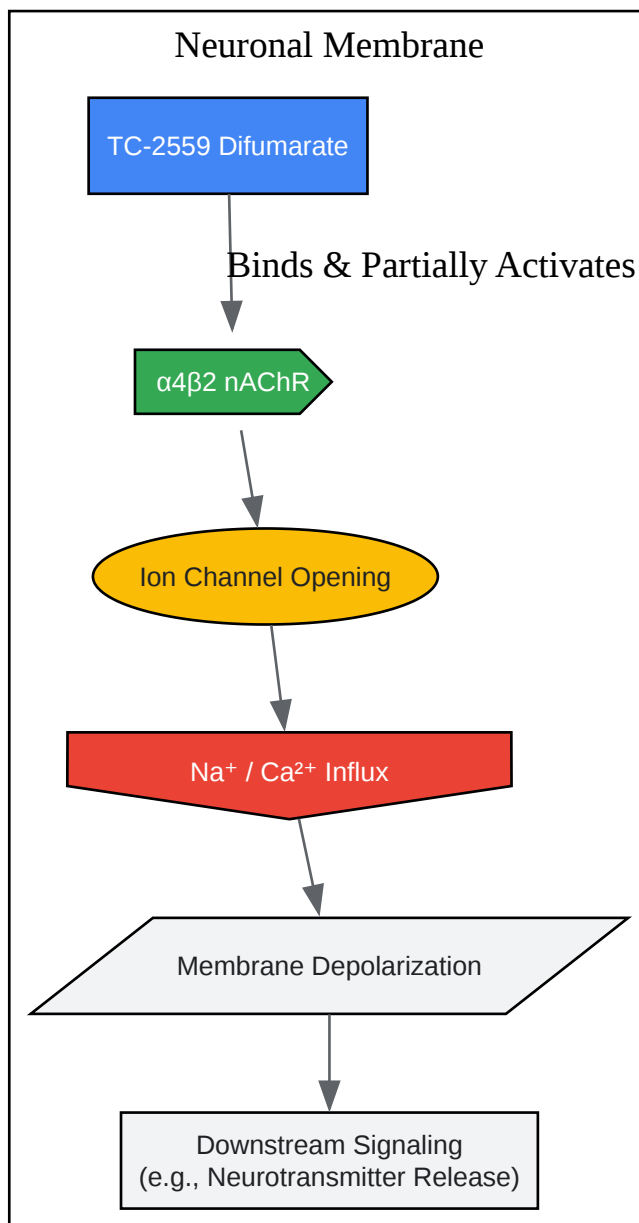 Neuronal Membrane
TC-2559 Difumarate
Binds & Partially Activates
α4β2 nAChR
Ion Channel Opening
Na⁺ / Ca²⁺ Influx
Membrane Depolarization
Downstream Signaling
(e.g., Neurotransmitter Release)